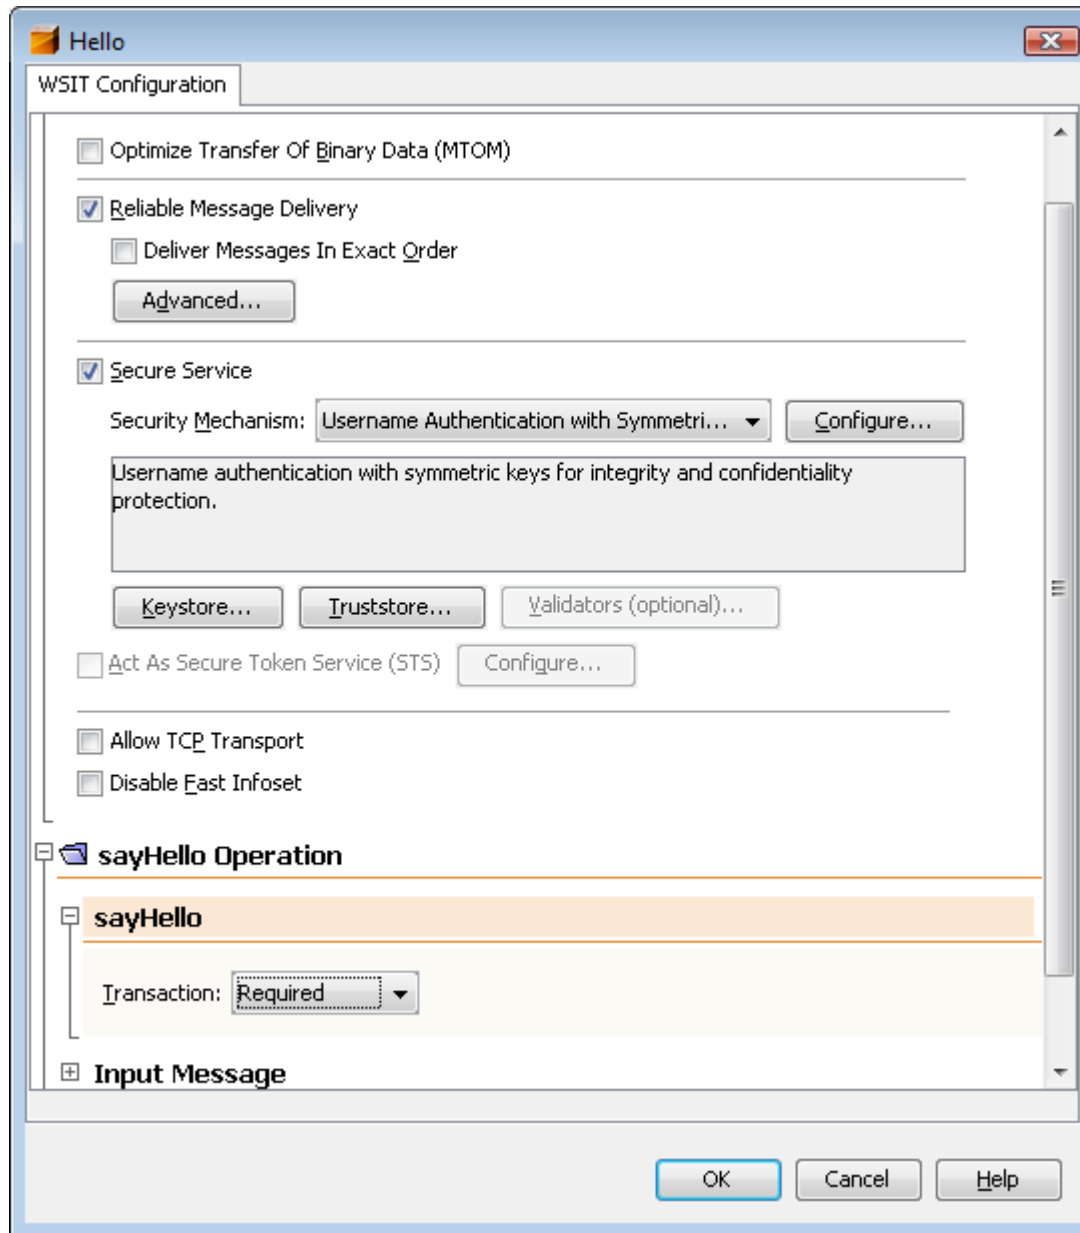 Hello
WSIT Configuration
Optimize Transfer Of Binary Data (MTOM)
Reliable Message Delivery
Deliver Messages In Exact Order
Advanced...
Secure Service
Security Mechanism: Username Authentication with Symmetri... Configure...
Username authentication with symmetric keys for integrity and confidentiality
protection.
Keystore... Truststore... Validators (optional)...
Act As Secure Token Service (STS) Configure...
Allow TCP Transport
Disable Fast Infoset
sayHello Operation
sayHello
Transaction: Required
Input Message
OK Cancel Help